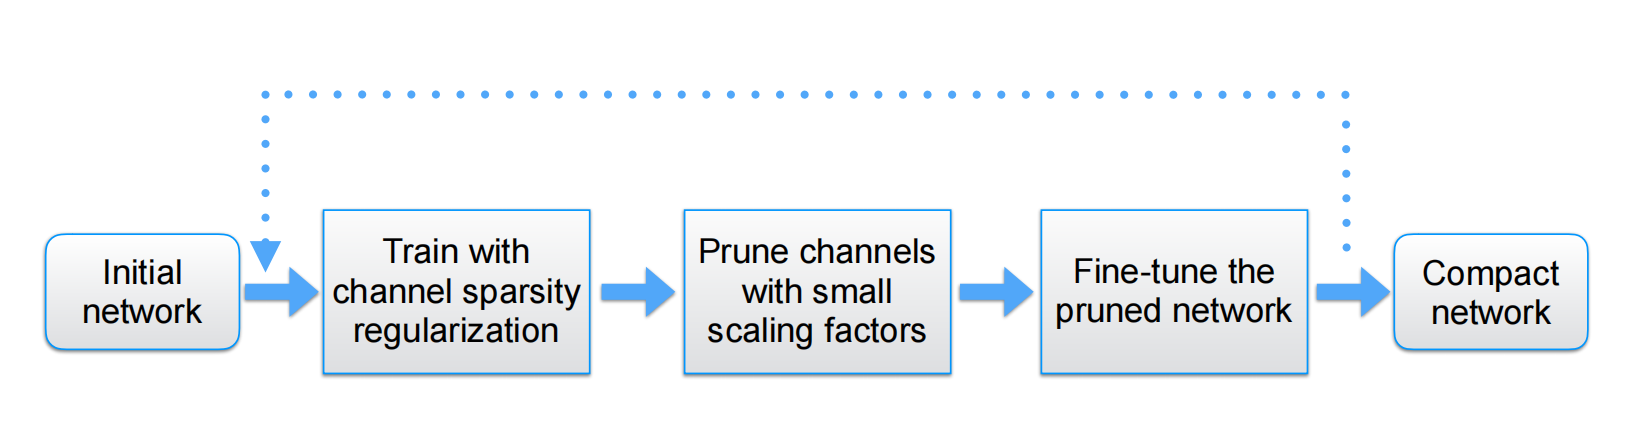 Initial
network
Train with
channel sparsity
regularization
Prune channels
with small
scaling factors
Fine-tune the
pruned network
Compact
network